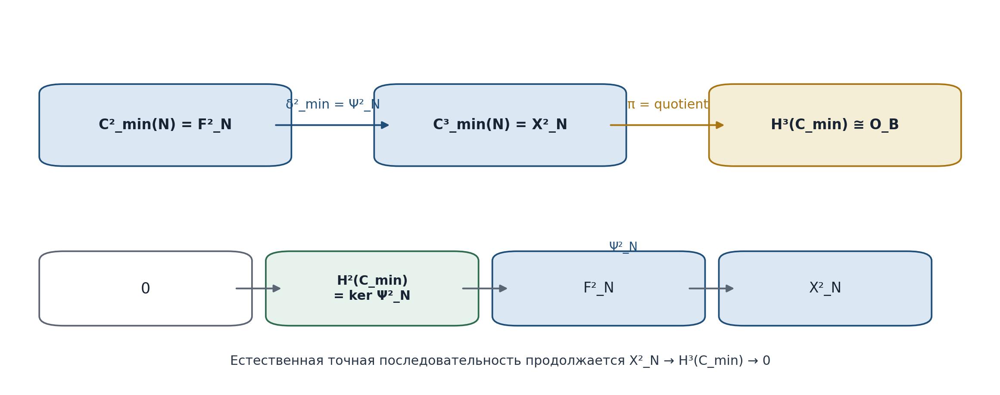 δ²_min = Ψ²_N
π = quotient
C²_min(N) = F²_N
C³_min(N) = X²_N
H³(C_min) ≅ O_B
Ψ²_N
0
H²(C_min)
= ker Ψ²_N
F²_N
X²_N
Естественная точная последовательность продолжается X²_N → H³(C_min) → 0